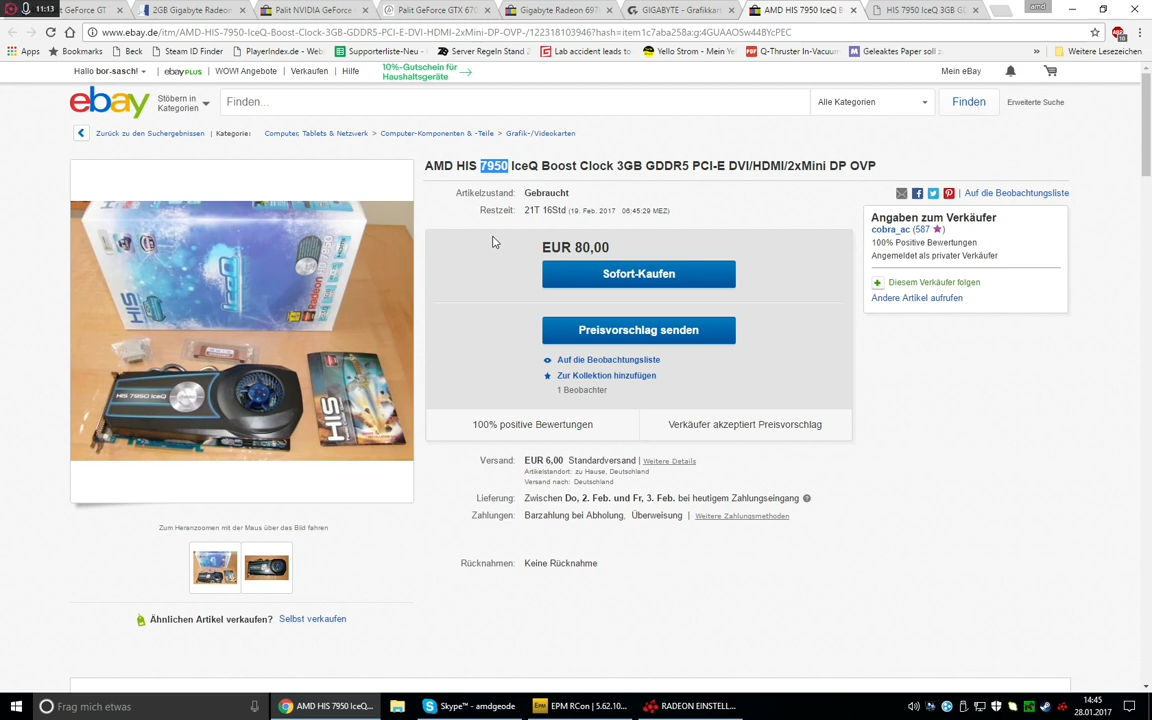 11:13
rit GeForce GT
2GB Gigabyte Radeon
Palit NVIDIA GeForce
Palit GeForce GTX 670
Gigabyte Radeon 697
GIGABYTE - Grafikkar
AMD HIS 7950 IceQ B
HIS 7950 IceQ 3GB GD
amd
www.ebay.de/itm/AMD-HIS-7950-IceQ-Boost-Clock-3GB-GDDR5-PCI-E-DVI-HDMI-2xMini-DP-OVP-/122318103946?hash=item1c7aba258a:g:4GUAAOSw44BYcPEC
Apps
Bookmarks
Beck
Steam ID Finder
PlayerIndex.de - Web
Supporterliste-Neu -
Server Regeln Stand 2
Lab accident leads to
Yello Strom - Mein Ye
Q-Thruster In-Vacuum
Geleaktes Paper soll z
»
Weitere Lesezeichen
Hallo bor-sasch!
ebayPLUS
WOW! Angebote
Verkaufen
Hilfe
10%-Gutschein für
Haushaltsgeräte
Mein eBay
ebay
Stöbern in
Kategorien
Finden...
Alle Kategorien
Finden
Erweiterte Suche
Zurück zu den Suchergebnissen | Kategorie:
Computer, Tablets & Netzwerk > Computer-Komponenten & -Teile > Grafik-/Videokarten
AMD HIS 7950 IceQ Boost Clock 3GB GDDR5 PCI-E DVI/HDMI/2xMini DP OVP
Artikelzustand: Gebraucht
Restzeit: 21T 16Std (19. Feb. 2017 06:45:29 MEZ)
| Auf die Beobachtungsliste
Angaben zum Verkäufer
cobra_ac (587 )
100% Positive Bewertungen
Angemeldet als privater Verkäufer
Diesem Verkäufer folgen
Andere Artikel aufrufen
EUR 80,00
Sofort-Kaufen
Preisvorschlag senden
Auf die Beobachtungsliste
Zur Kollektion hinzufügen
1 Beobachter
100% positive Bewertungen
Verkäufer akzeptiert Preisvorschlag
HIS
IceQ
Radeon
HIS 7950 IceQ
HIS
Versand: EUR 6,00 Standardversand | Weitere Details
Artikelstandort: zu Hause, Deutschland
Versand nach: Deutschland
Lieferung: Zwischen Do, 2. Feb. und Fr, 3. Feb. bei heutigem Zahlungseingang
Zahlungen: Barzahlung bei Abholung, Überweisung | Weitere Zahlungsmethoden
Rücknahmen: Keine Rücknahme
Zum Heranzoomen mit der Maus über das Bild fahren
Ähnlichen Artikel verkaufen? Selbst verkaufen
Frag mich etwas
AMD HIS 7950 IceQ...
Skype™ - amdgeode
EPM RCon | 5.62.10...
RADEON EINSTELL...
14:45
28.01.2017